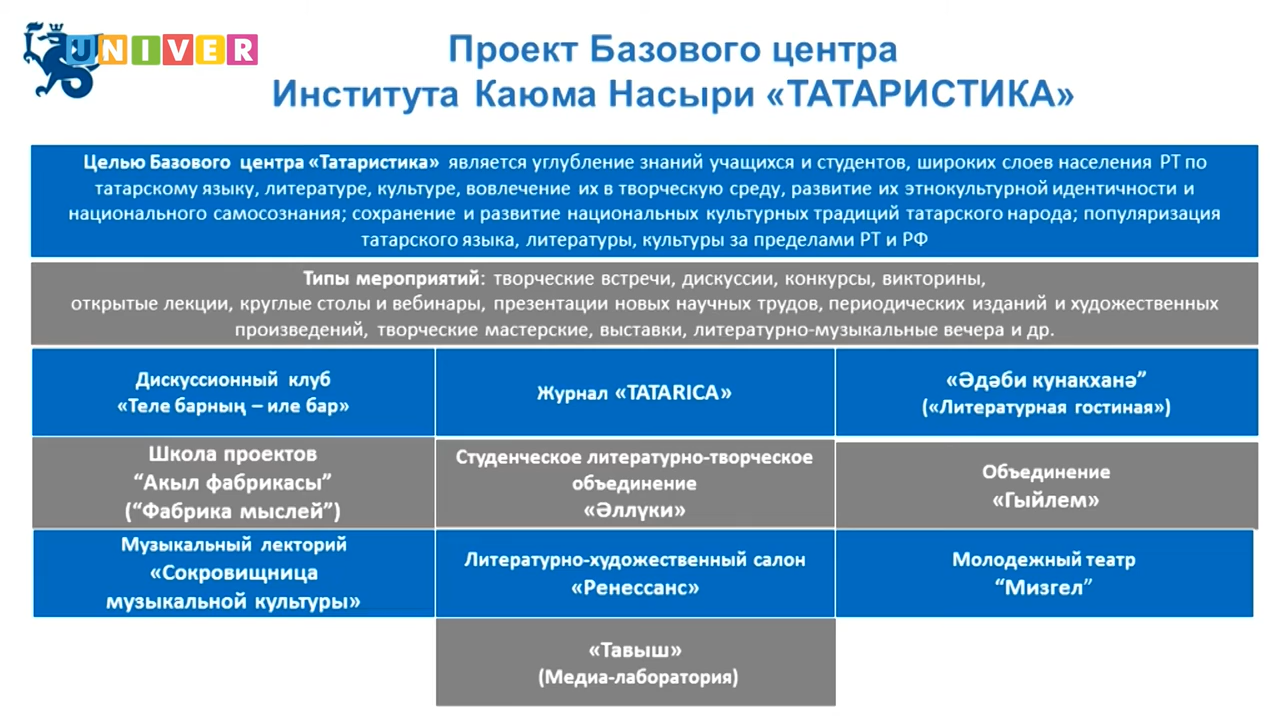 UNIVER
Проект Базового центра
Института Каюма Насыри «ТАТАРИСТИКА»
Целью Базового центра «Татаристика» является углубление знаний учащихся и студентов, широких слоев населения РТ по
татарскому языку, литературе, культуре, вовлечение их в творческую среду, развитие их этнокультурной идентичности и
национального самосознания; сохранение и развитие национальных культурных традиций татарского народа; популяризация
татарского языка, литературы, культуры за пределами РТ и РФ
Типы мероприятий: творческие встречи, дискуссии, конкурсы, викторины,
открытые лекции, круглые столы и вебинары, презентации новых научных трудов, периодических изданий и художественных
произведений, творческие мастерские, выставки, литературно-музыкальные вечера и др.
Дискуссионный клуб
«Теле барның – иле бар»
Журнал «TATARICA»
«Әдәби кунакханә”
(«Литературная гостиная»)
Школа проектов
“Акыл фабрикасы”
(“Фабрика мыслей”)
Студенческое литературно-творческое
объединение
«Әллүки»
Объединение
«Гыйлем»
Музыкальный лекторий
«Сокровищница
музыкальной культуры»
Литературно-художественный салон
«Ренессанс»
Молодежный театр
“Мизгел”
«Тавыш»
(Медиа-лаборатория)